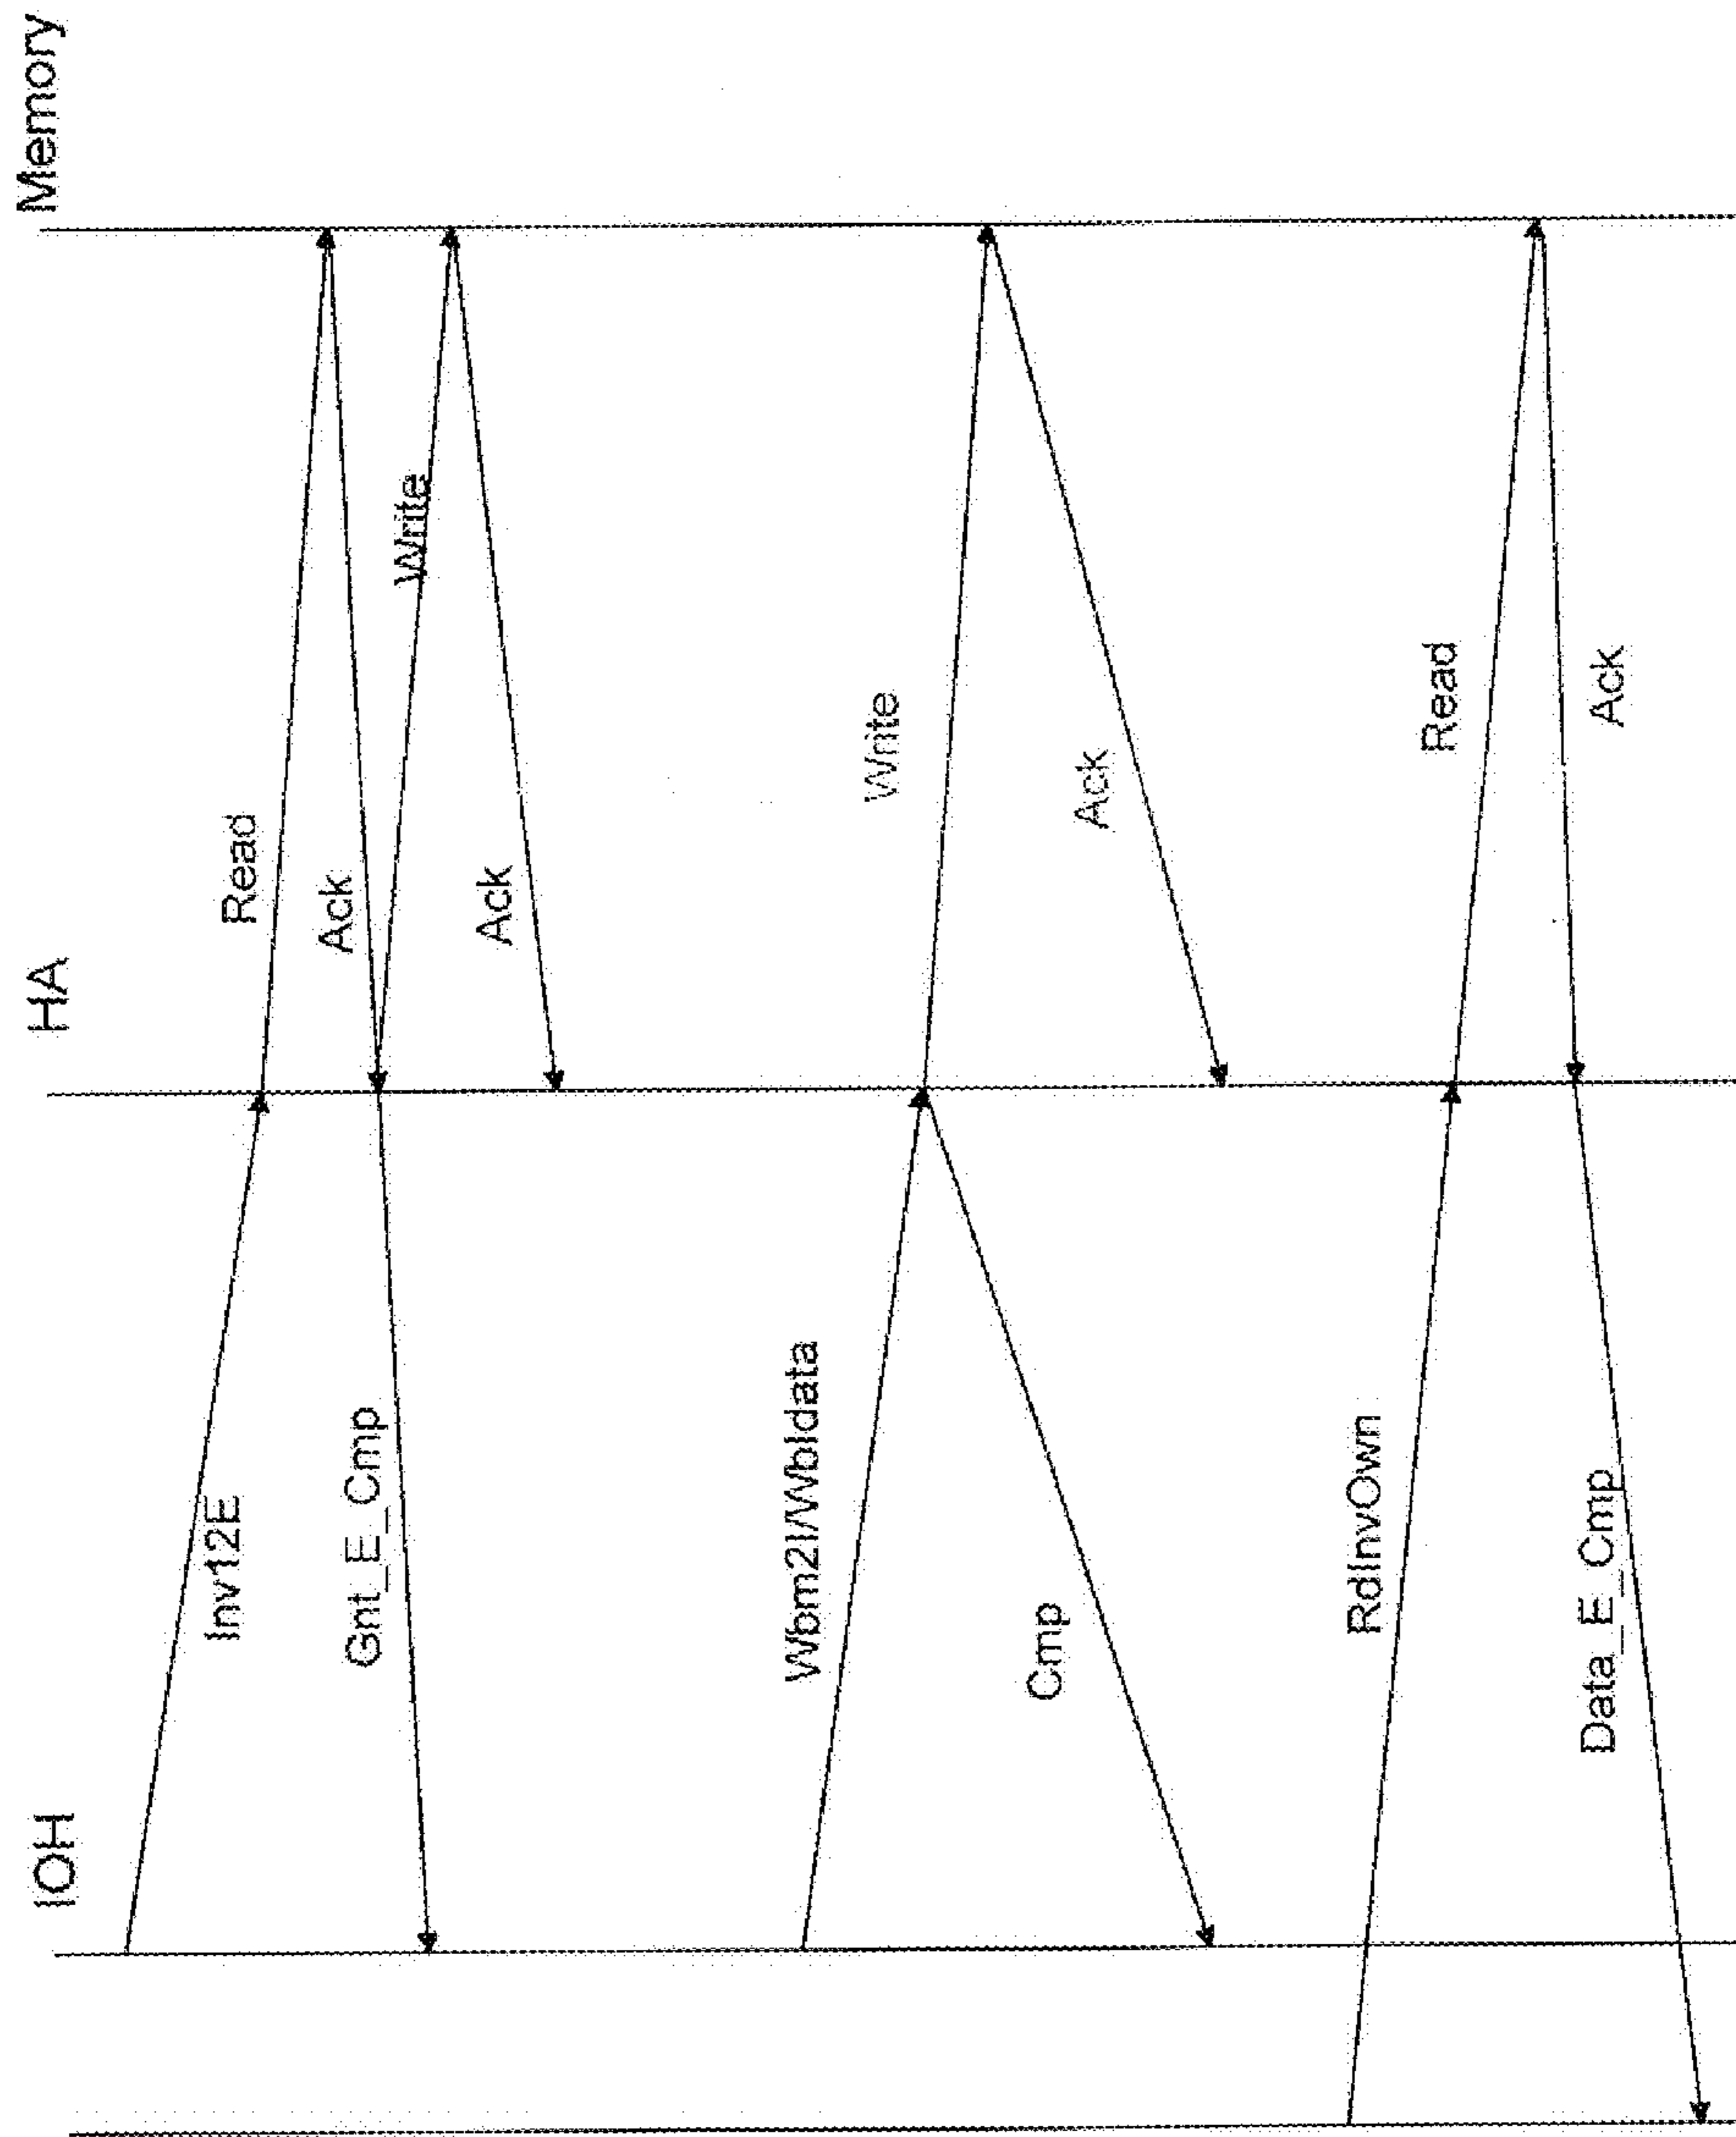 IOH
HA
Memory
Inv12E
Read
Ack
Gnt_E_Cmp
Write
Ack
Wbm2I/WbIdata
Write
Cmp
Ack
RdInvOwn
Read
Ack
Data_E_Cmp